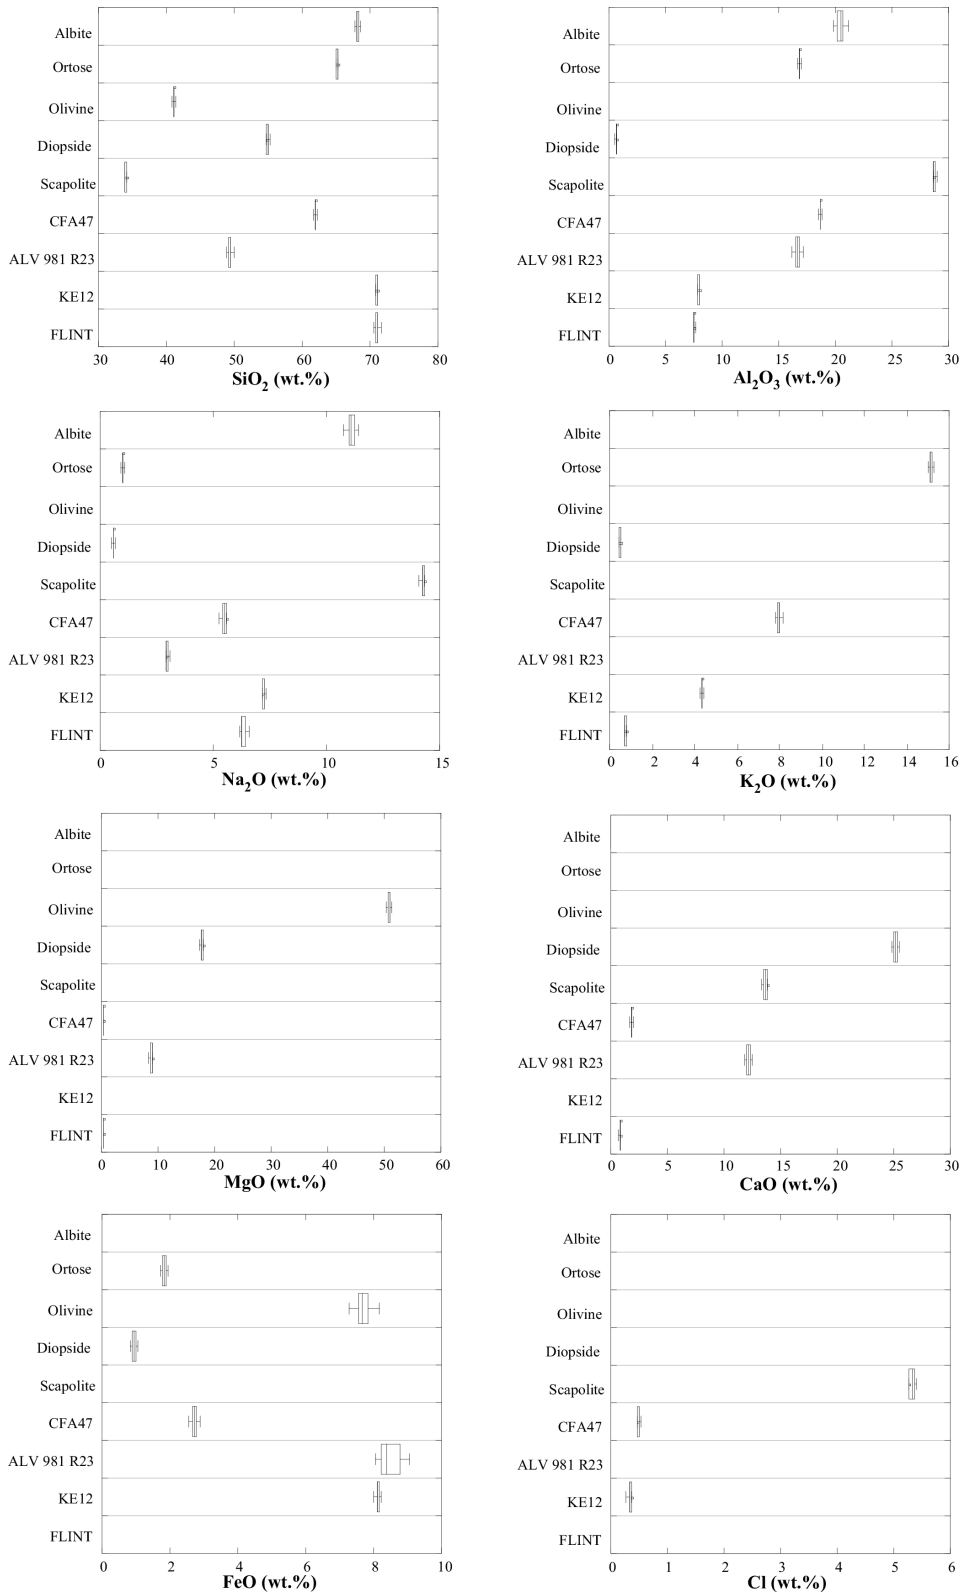 Albite
Ortose
Olivine
Diopside
Scapolite
CFA47
ALV 981 R23
KE12
FLINT
30 40 50 60 70 80
SiO2 (wt.%)
Albite
Ortose
Olivine
Diopside
Scapolite
CFA47
ALV 981 R23
KE12
FLINT
0 5 10 15 20 25 30
Al2O3 (wt.%)
Albite
Ortose
Olivine
Diopside
Scapolite
CFA47
ALV 981 R23
KE12
FLINT
0 5 10 15
Na2O (wt.%)
Albite
Ortose
Olivine
Diopside
Scapolite
CFA47
ALV 981 R23
KE12
FLINT
0 2 4 6 8 10 12 14 16
K2O (wt.%)
Albite
Ortose
Olivine
Diopside
Scapolite
CFA47
ALV 981 R23
KE12
FLINT
0 10 20 30 40 50 60
MgO (wt.%)
Albite
Ortose
Olivine
Diopside
Scapolite
CFA47
ALV 981 R23
KE12
FLINT
0 5 10 15 20 25 30
CaO (wt.%)
Albite
Ortose
Olivine
Diopside
Scapolite
CFA47
ALV 981 R23
KE12
FLINT
0 2 4 6 8 10
FeO (wt.%)
Albite
Ortose
Olivine
Diopside
Scapolite
CFA47
ALV 981 R23
KE12
FLINT
0 1 2 3 4 5 6
Cl (wt.%)